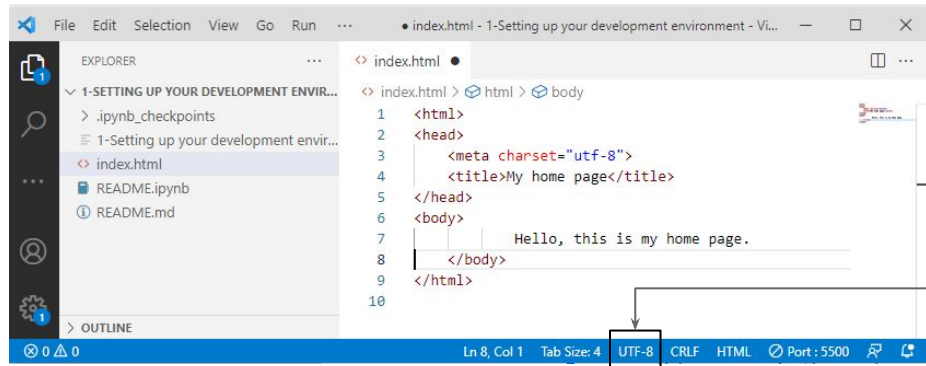 File Edit Selection View Go Run ··· ● index.html - 1-Setting up your development environment - Vi...
EXPLORER ···
1-SETTING UP YOUR DEVELOPMENT ENVIR...
.ipynb_checkpoints
1-Setting up your development envir...
index.html
README.ipynb
README.md
OUTLINE
1
1
index.html ●
index.html > html > body
1 <html>
2 <head>
3 <meta charset="utf-8">
4 <title>My home page</title>
5 </head>
6 <body>
7 Hello, this is my home page.
8 </body>
9 </html>
10
0 0 Ln 8, Col 1 Tab Size: 4 UTF-8 CRLF HTML Port : 5500